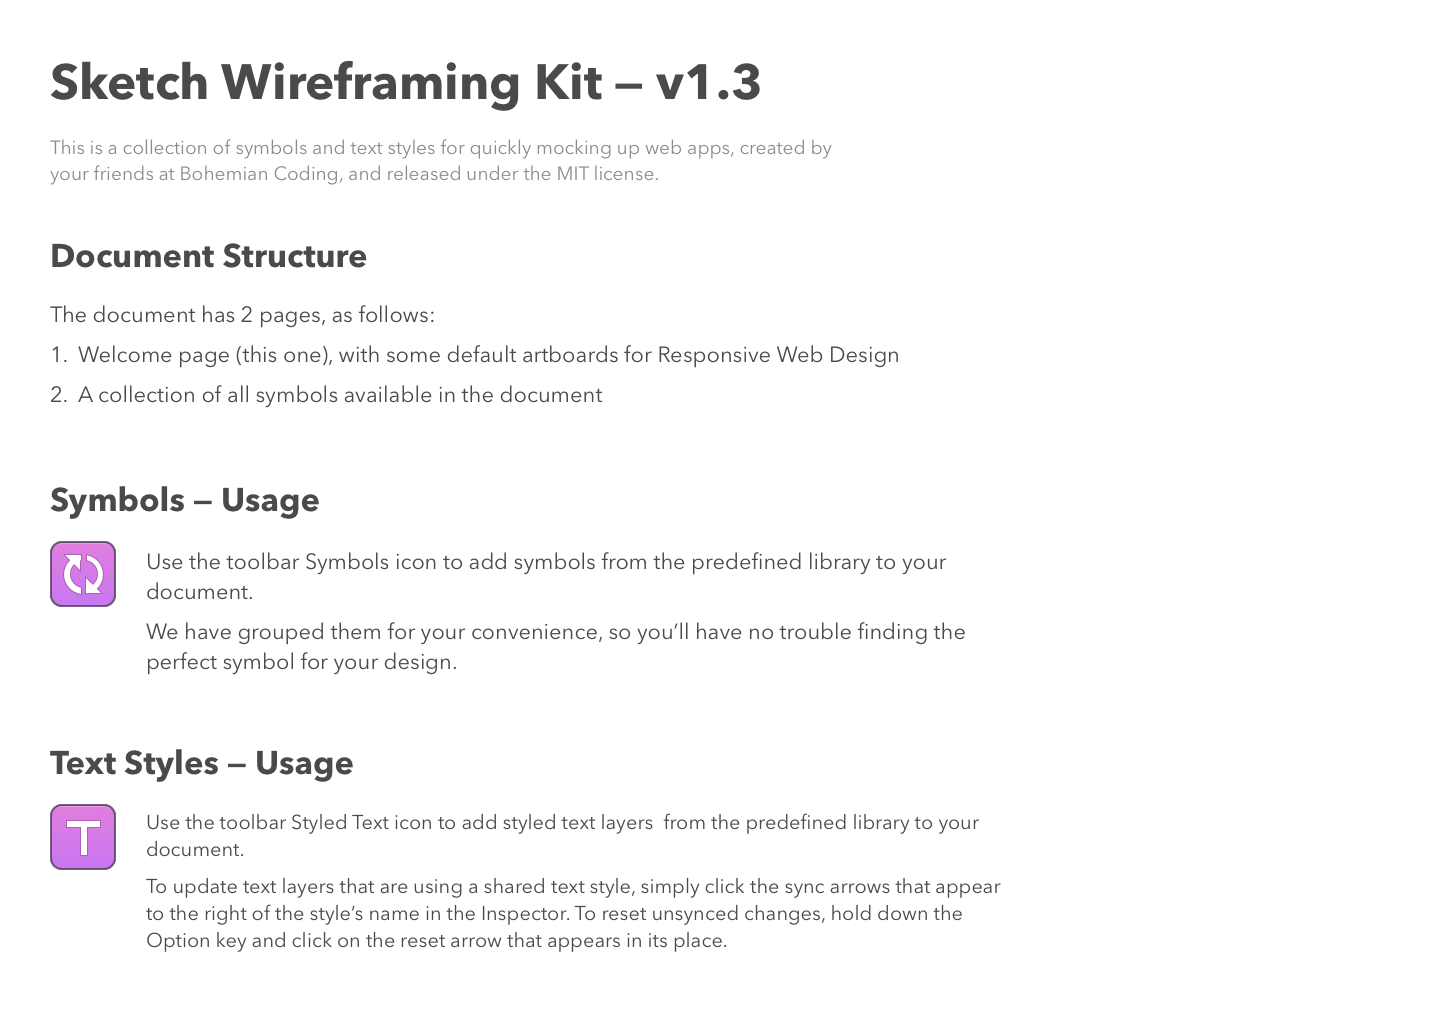 Sketch Wireframing Kit – v1.3
This is a collection of symbols and text styles for quickly mocking up web apps, created by
your friends at Bohemian Coding, and released under the MIT license.
Document Structure
The document has 2 pages, as follows:
1. Welcome page (this one), with some default artboards for Responsive Web Design
2. A collection of all symbols available in the document
Symbols – Usage
Use the toolbar Symbols icon to add symbols from the predefined library to your
document.
We have grouped them for your convenience, so you’ll have no trouble finding the
perfect symbol for your design.
Text Styles – Usage
T
Use the toolbar Styled Text icon to add styled text layers  from the predefined library to your
document.
To update text layers that are using a shared text style, simply click the sync arrows that appear
to the right of the style’s name in the Inspector. To reset unsynced changes, hold down the
Option key and click on the reset arrow that appears in its place.